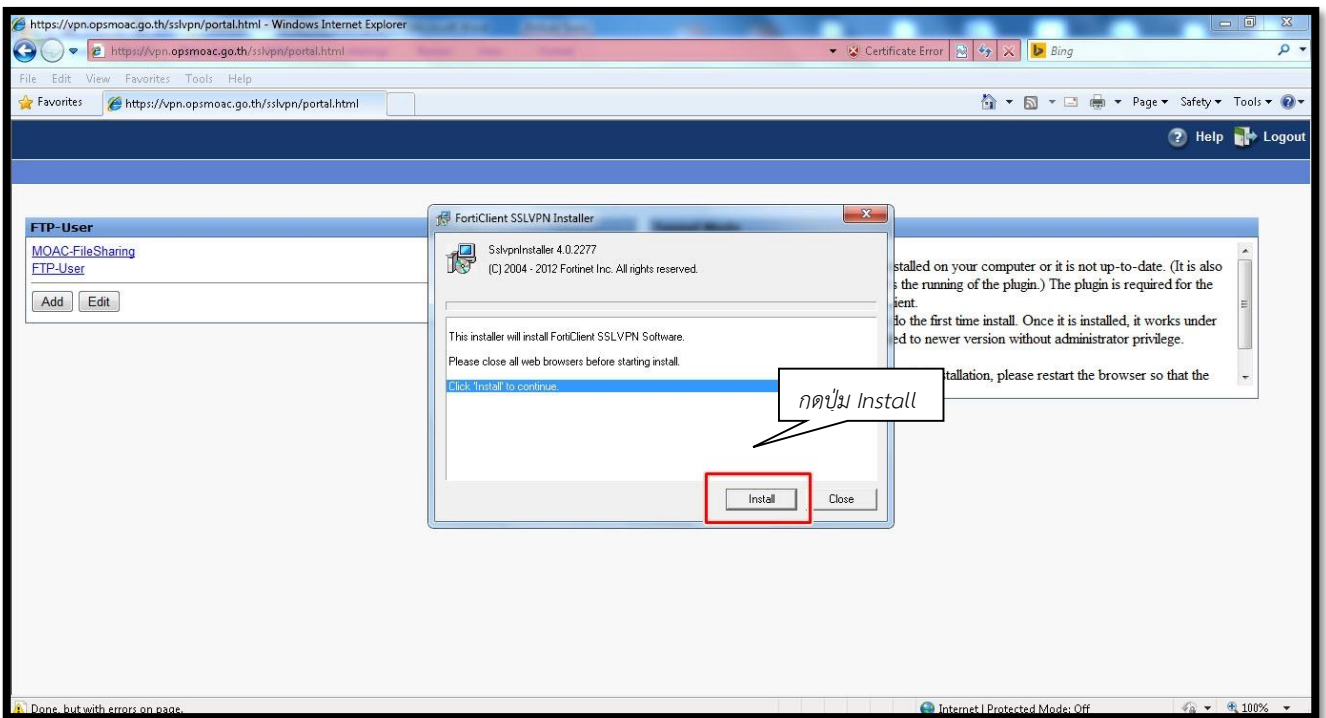 https://vpn.opsmoac.go.th/sslvpn/portal.html - Windows Internet Explorer
https://vpn.opsmoac.go.th/sslvpn/portal.html
Certificate Error
Bing
File Edit View Favorites Tools Help
Favorites
https://vpn.opsmoac.go.th/sslvpn/portal.html
Page Safety Tools
Help Logout
FTP-User
MOAC-FileSharing
FTP-User
Add Edit
FortiClient SSLVPN Installer
SslvpnInstaller 4.0.2277
(C) 2004 - 2012 Fortinet Inc. All rights reserved.
This installer will install FortiClient SSLVPN Software.
Please close all web browsers before starting install.
Click 'Install' to continue.
Install Close
stalled on your computer or it is not up-to-date. (It is also
the running of the plugin.) The plugin is required for the
ient.
do the first time install. Once it is installed, it works under
ed to newer version without administrator privilege.
tallation, please restart the browser so that the
กดปุ่ม Install
Done, but with errors on page.
Internet | Protected Mode: Off
100%